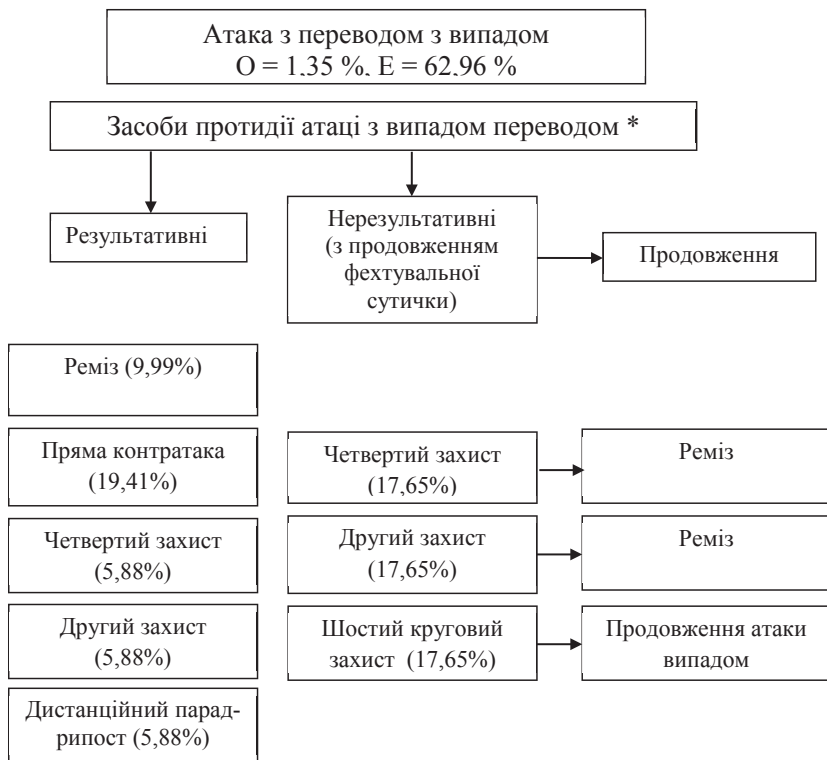 Атака з переводом з випадом
О = 1,35 %, Е = 62,96 %
Засоби протидії атаці з випадом переводом *
Результативні
Нерезультативні
(з продовженням
фехтувальної
сутички)
Продовження
Реміз (9,99%)
Пряма контратака
(19,41%)
Четвертий захист
(17,65%)
Реміз
Четвертий захист
(5,88%)
Другий захист
(17,65%)
Реміз
Другий захист
(5,88%)
Шостий круговий
захист (17,65%)
Продовження атаки
випадом
Дистанційний парад-
рипост (5,88%)